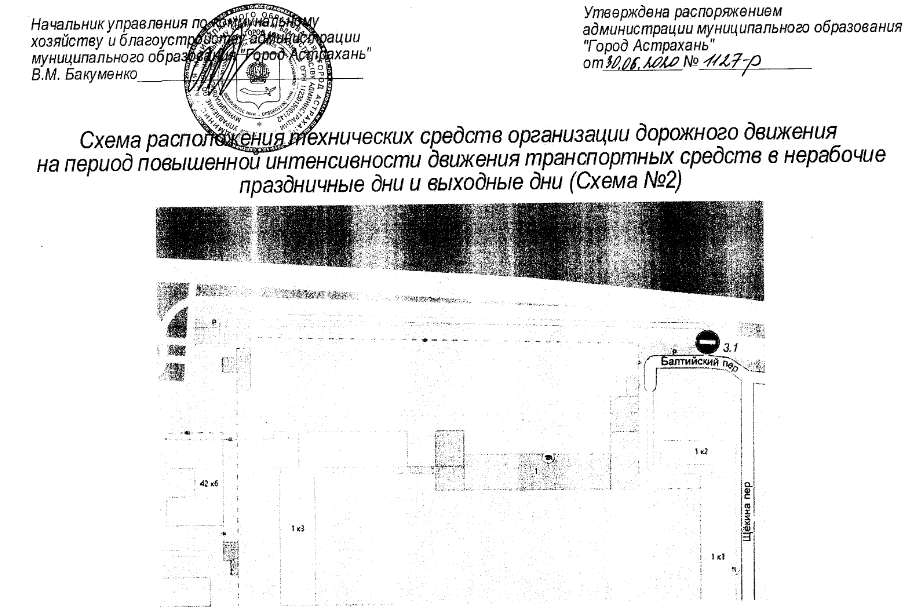 Начальник управления по коммунальному
хозяйству и благоустройству администрации
муниципального образования "Город Астрахань"
В.М. Бакуменко
Утверждена распоряжением
администрации муниципального образования
"Город Астрахань"
от 30.06.2020 № 1127-р
Схема расположения технических средств организации дорожного движения
на период повышенной интенсивности движения транспортных средств в нерабочие
праздничные дни и выходные дни (Схема №2)
P
3.1
P
Балтийский пер
1 к2
1
42 к6
Щёкина пер
1 к3